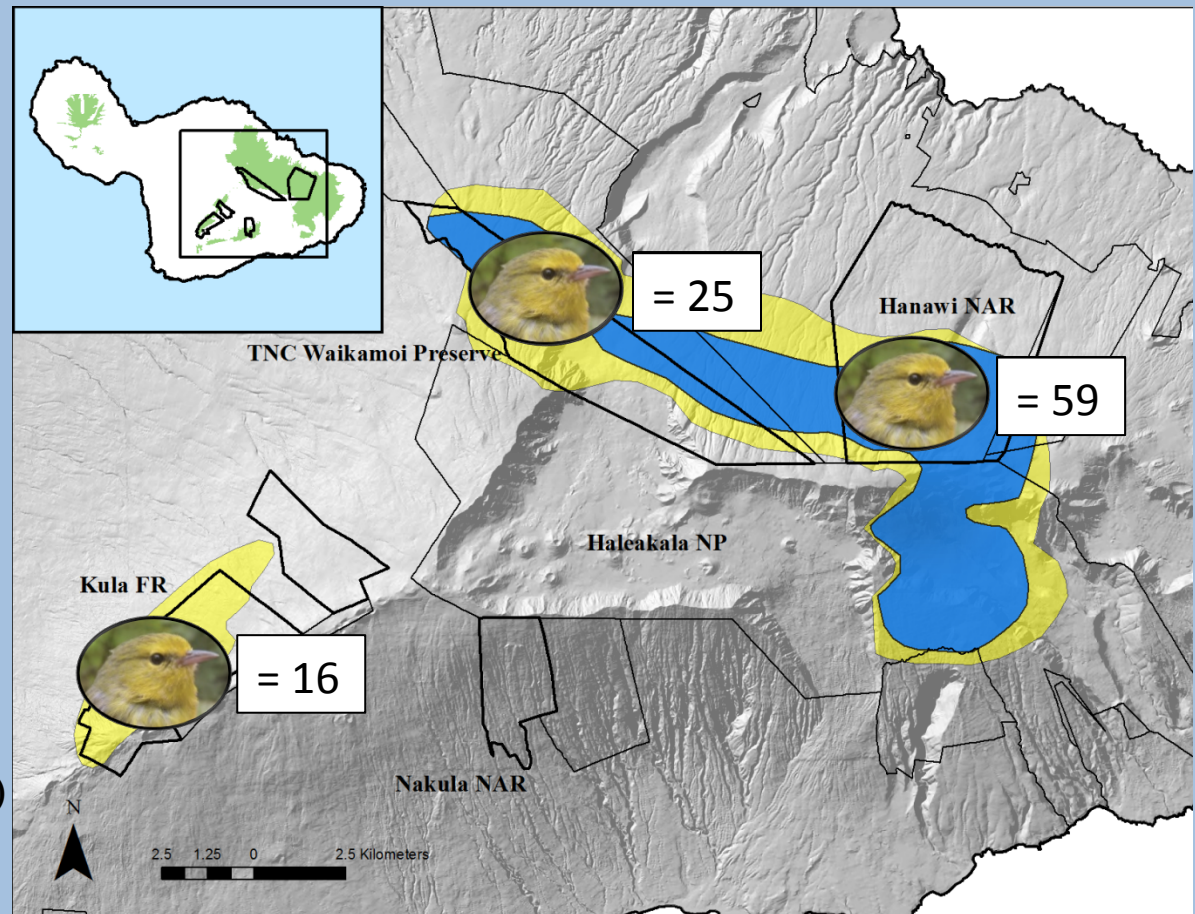 = 25
Hanawi NAR
TNC Waikamoi Preserve
= 59
Haleakala NP
Kula FR
= 16
Nakula NAR
)
N
2.5 1.25 0 2.5 Kilometers